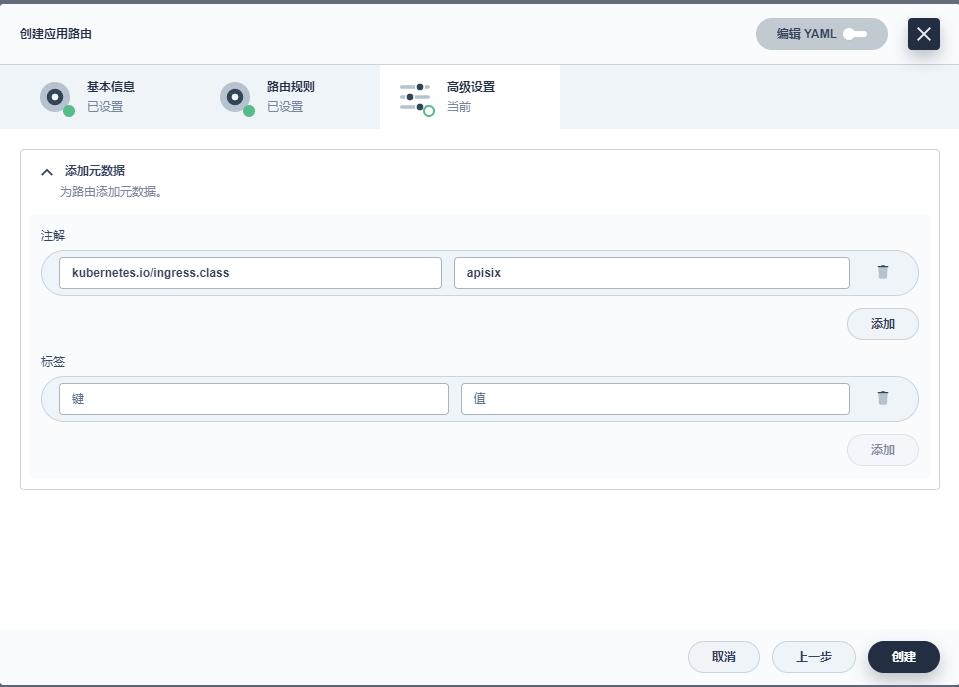 创建应用路由
编辑 YAML
基本信息
已设置
路由规则
已设置
高级设置
当前
添加元数据
为路由添加元数据。
注解
kubernetes.io/ingress.class
apisix
添加
标签
键
值
添加
取消
上一步
创建